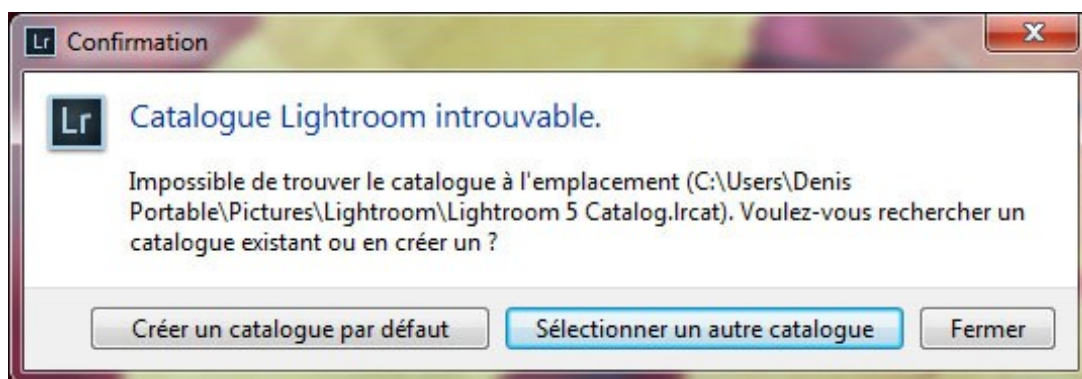 Lr Confirmation
Lr Catalogue Lightroom introuvable.
Impossible de trouver le catalogue à l'emplacement (C:\Users\Denis
Portable\Pictures\Lightroom\Lightroom 5 Catalog.lrcat). Voulez-vous rechercher un
catalogue existant ou en créer un ?
Créer un catalogue par défaut Sélectionner un autre catalogue Fermer